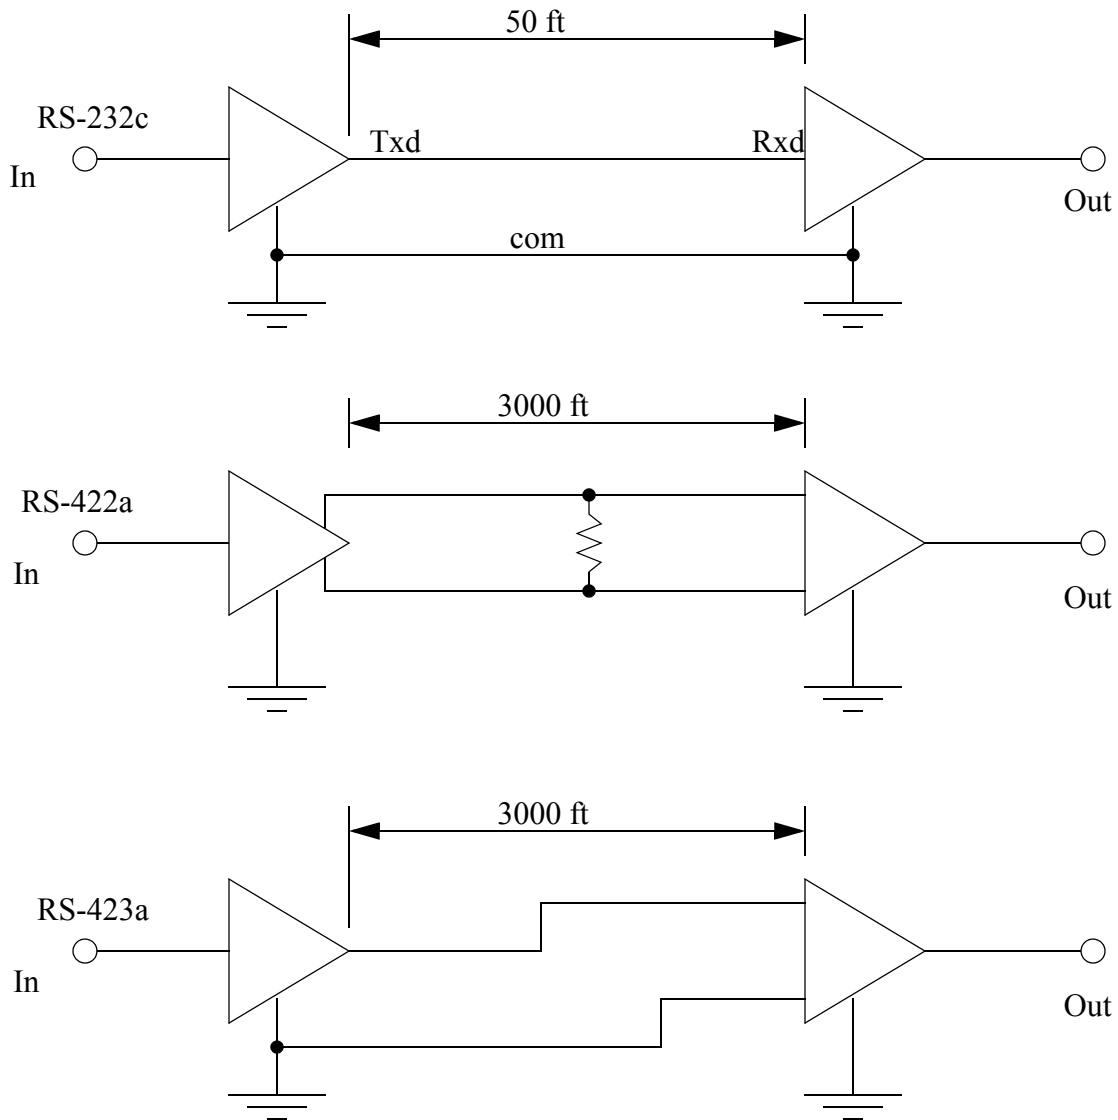 50 ft
RS-232c
Txd
Rxd
In
Out
com
3000 ft
RS-422a
In
Out
3000 ft
RS-423a
In
Out